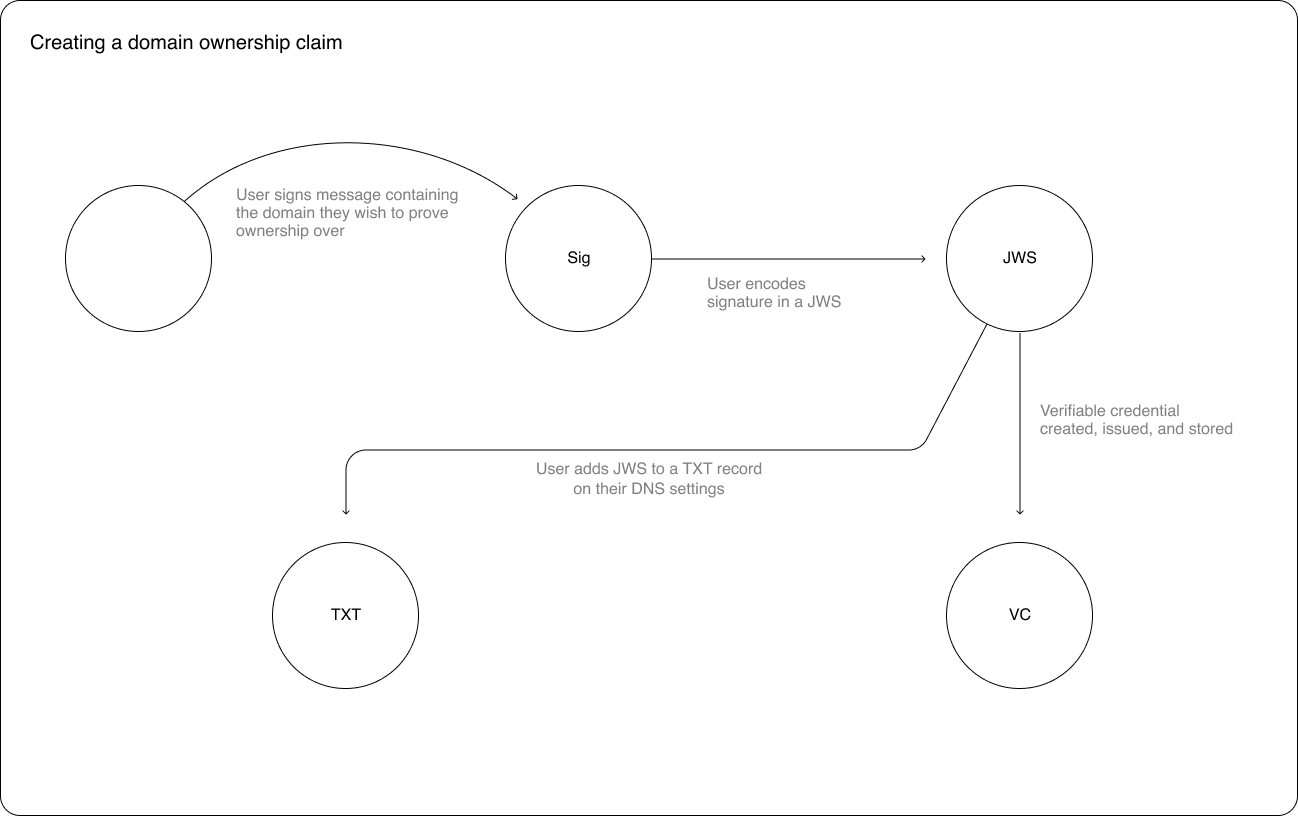 Creating a domain ownership claim
User signs message containing
the domain they wish to prove
ownership over
Sig
User encodes
signature in a JWS
JWS
Verifiable credential
created, issued, and stored
User adds JWS to a TXT record
on their DNS settings
TXT
VC